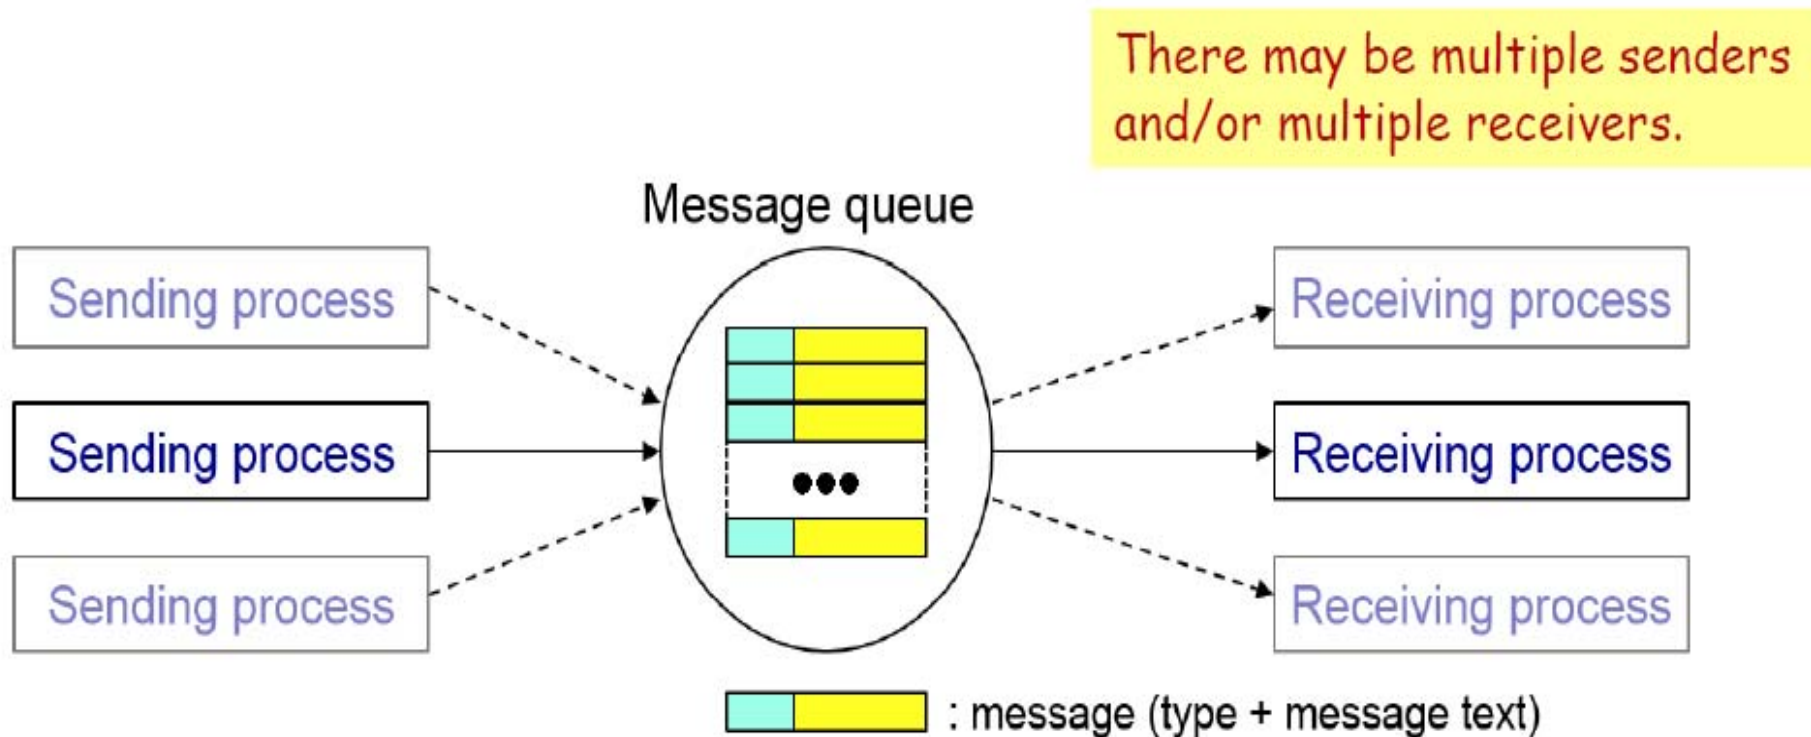 There may be multiple senders
and/or multiple receivers.
Message queue
Sending process
Receiving process
Sending process
Receiving process
Sending process
Receiving process
: message (type + message text)